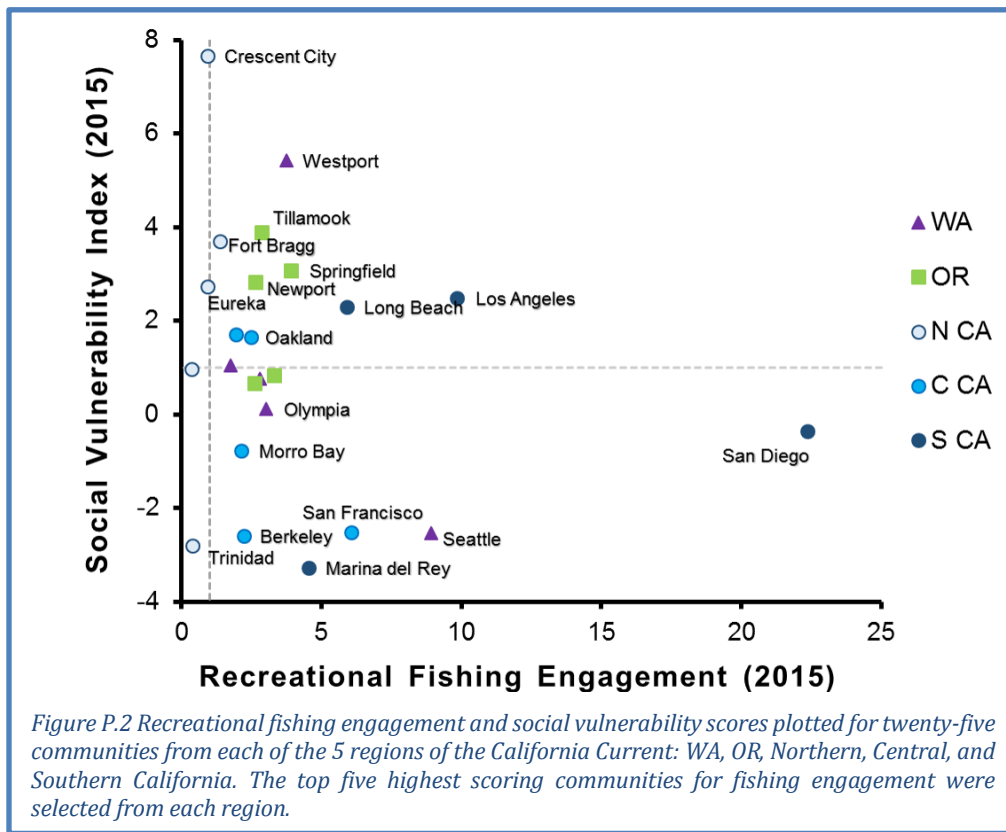 Social Vulnerability Index (2015)
8
6
4
2
0
-2
-4
Crescent City
Westport
Tillamook
Fort Bragg
Springfield
Newport
Eureka
Long Beach
Los Angeles
Oakland
Olympia
Morro Bay
San Diego
San Francisco
Berkeley
Seattle
Trinidad
Marina del Rey
WA
OR
N CA
C CA
S CA
0 5 10 15 20 25
Recreational Fishing Engagement (2015)
Figure P.2 Recreational fishing engagement and social vulnerability scores plotted for twenty-five
communities from each of the 5 regions of the California Current: WA, OR, Northern, Central, and
Southern California. The top five highest scoring communities for fishing engagement were
selected from each region.